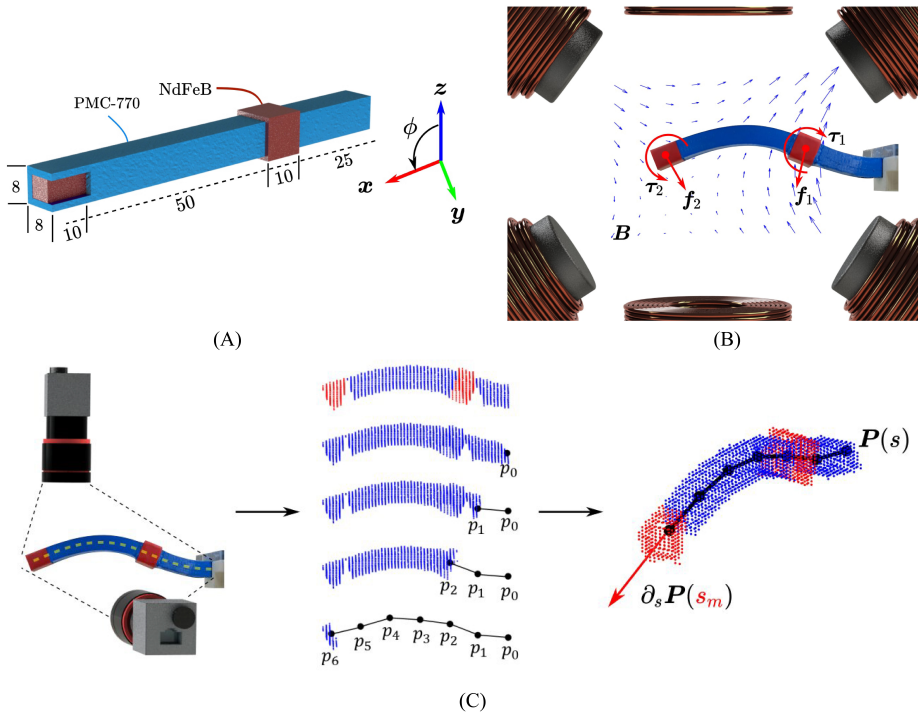 PMC-770
NdFeB
8
8
10
50
10
25
z
ϕ
x
y
(A)
τ₁
τ₂
f₂
f₁
B
(B)
p₀
p₁
p₀
p₂
p₁
p₀
p₆
p₅
p₄
p₃
p₂
p₁
p₀
P(s)
∂ₛP(sₘ)
(C)